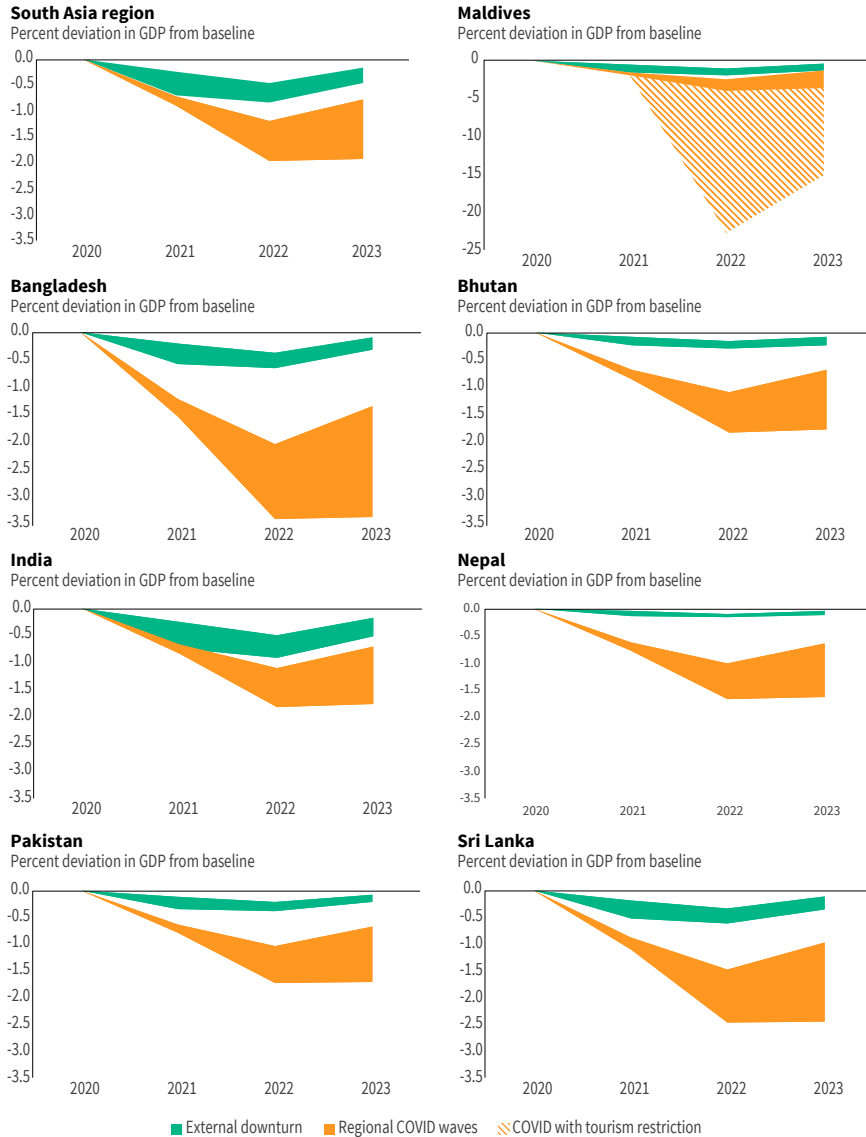 South Asia region
Percent deviation in GDP from baseline
0.0
-0.5
-1.0
-1.5
-2.0
-2.5
-3.0
-3.5
2020 2021 2022 2023
Maldives
Percent deviation in GDP from baseline
0
-5
-10
-15
-20
-25
2020 2021 2022 2023
Bangladesh
Percent deviation in GDP from baseline
0.0
-0.5
-1.0
-1.5
-2.0
-2.5
-3.0
-3.5
2020 2021 2022 2023
Bhutan
Percent deviation in GDP from baseline
0.0
-0.5
-1.0
-1.5
-2.0
-2.5
-3.0
-3.5
2020 2021 2022 2023
India
Percent deviation in GDP from baseline
0.0
-0.5
-1.0
-1.5
-2.0
-2.5
-3.0
-3.5
2020 2021 2022 2023
Nepal
Percent deviation in GDP from baseline
0.0
-0.5
-1.0
-1.5
-2.0
-2.5
-3.0
-3.5
2020 2021 2022 2023
Pakistan
Percent deviation in GDP from baseline
0.0
-0.5
-1.0
-1.5
-2.0
-2.5
-3.0
-3.5
2020 2021 2022 2023
Sri Lanka
Percent deviation in GDP from baseline
0.0
-0.5
-1.0
-1.5
-2.0
-2.5
-3.0
-3.5
2020 2021 2022 2023
External downturn Regional COVID waves COVID with tourism restriction